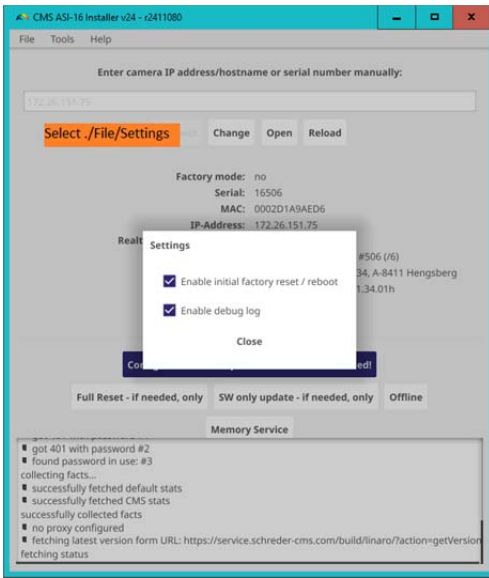 CMS ASI-16 Installer v24 - r2411080
File Tools Help
Enter camera IP address/hostname or serial number manually:
172.26.151.75
Select ./File/Settings Change Open Reload
Factory mode: no
Serial: 16506
MAC: 0002D1A9AED6
IP-Address: 172.26.151.75
Realt #506 (/6)
34, A-8411 Hengsberg
1.34.01h
Settings
Enable initial factory reset / reboot
Enable debug log
Close
Co ed!
Full Reset - if needed, only SW only update - if needed, only Offline
Memory Service
got 401 with password #2
found password in use: #3
collecting facts...
successfully fetched default stats
successfully fetched CMS stats
successfully collected facts
no proxy configured
fetching latest version form URL: https://service.schreder-cms.com/build/linaro/?action=getVersion
fetching status